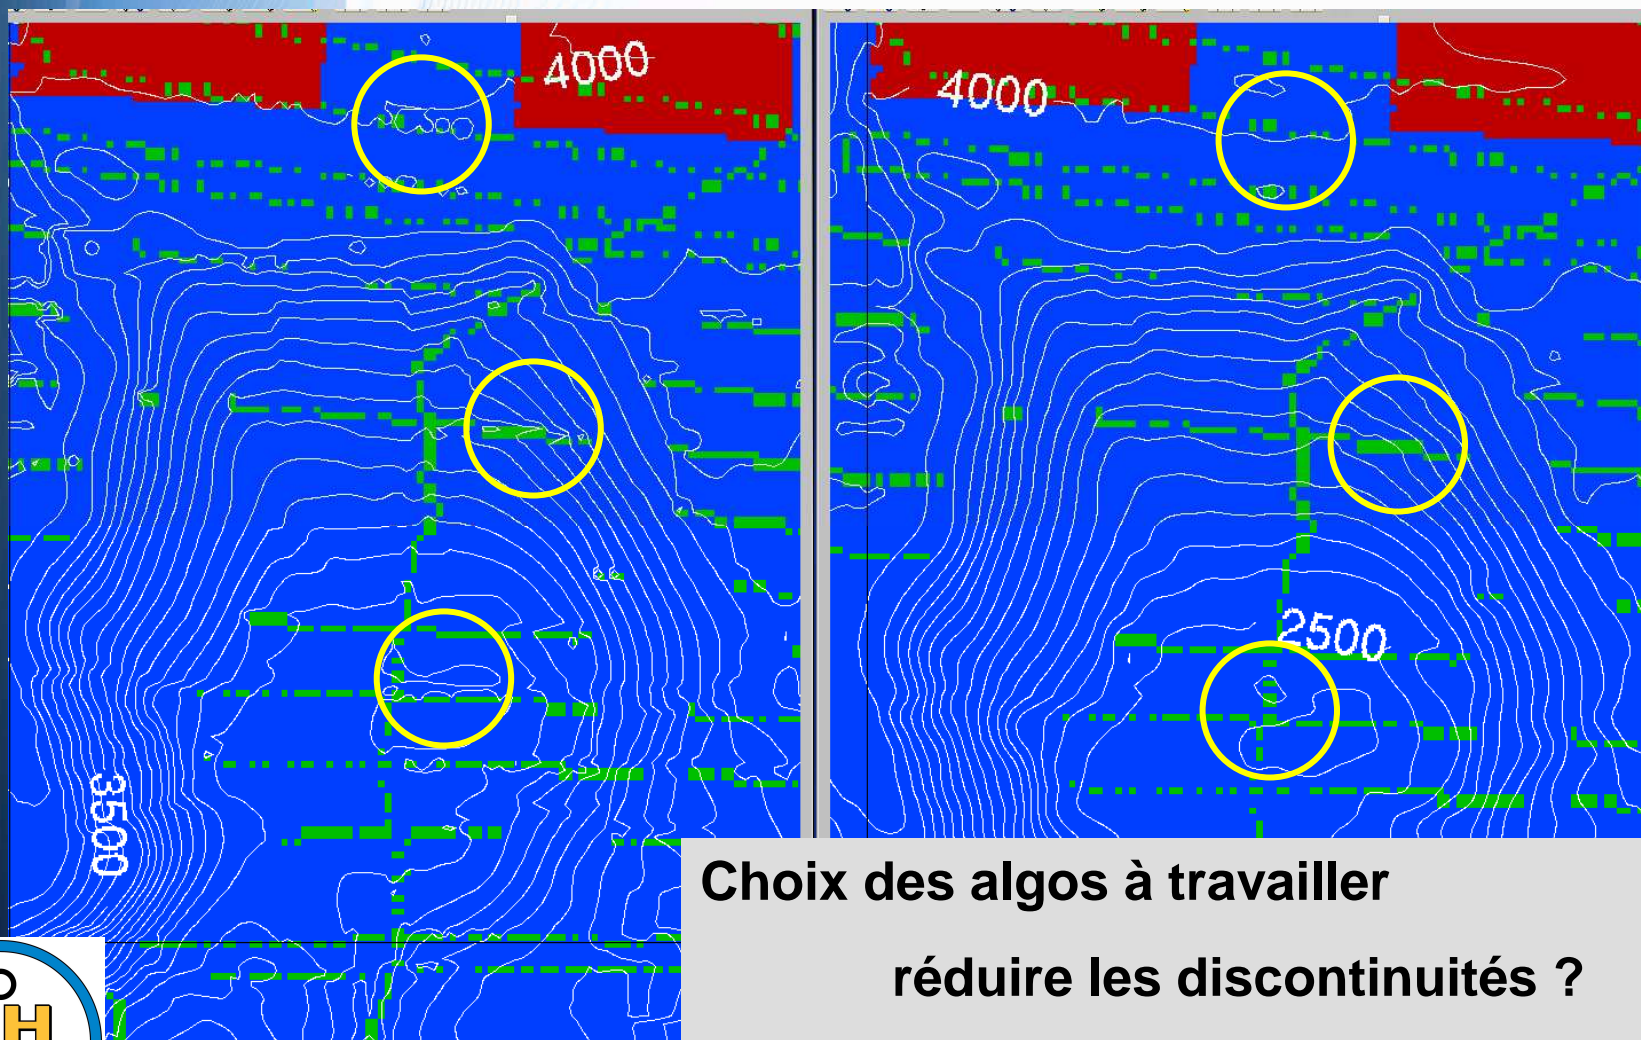 4000
4000
2500
3500
Choix des algos à travailler
réduire les discontinuités ?
H